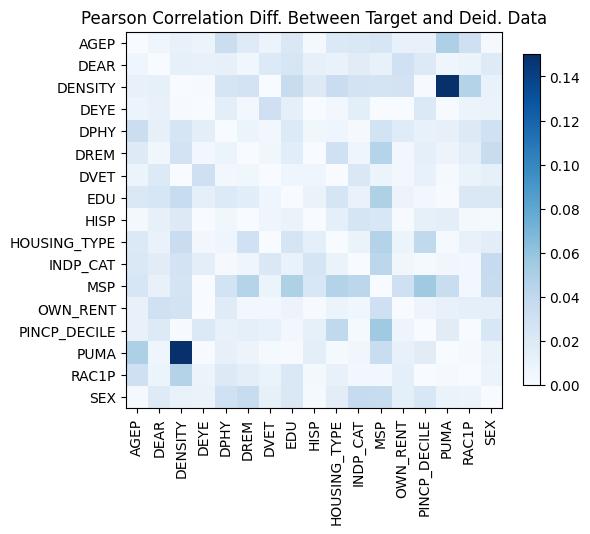 Pearson Correlation Diff. Between Target and Deid. Data
AGEP
DEAR
DENSITY
DEYE
DPHY
DREM
DVET
EDU
HISP
HOUSING_TYPE
INDP_CAT
MSP
OWN_RENT
PINCP_DECILE
PUMA
RAC1P
SEX
0.14
0.12
0.10
0.08
0.06
0.04
0.02
0.00
AGEP
DEAR
DENSITY
DEYE
DPHY
DREM
DVET
EDU
HISP
HOUSING_TYPE
INDP_CAT
MSP
OWN_RENT
PINCP_DECILE
PUMA
RAC1P
SEX